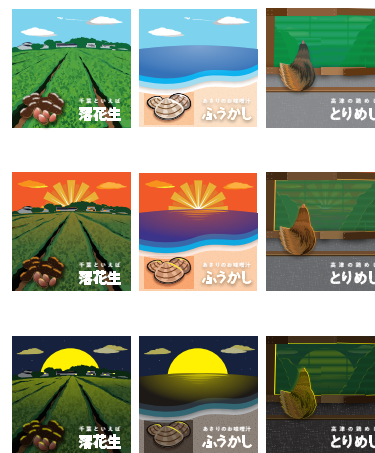 千葉といえば
落花生
あさりのお味噌汁
ふうかし
高津の鶏めし
とりめし
千葉といえば
落花生
あさりのお味噌汁
ふうかし
高津の鶏めし
とりめし
千葉といえば
落花生
あさりのお味噌汁
ふうかし
高津の鶏めし
とりめし